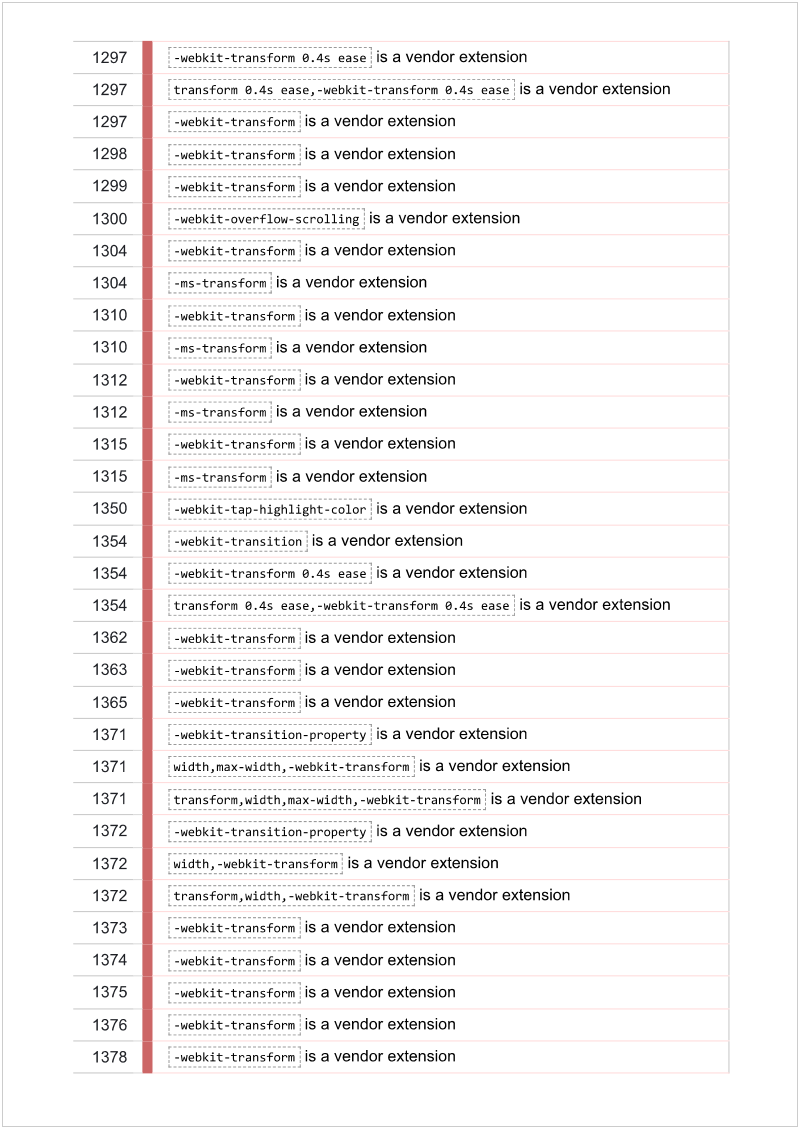 1297 -webkit-transform 0.4s ease is a vendor extension
1297 transform 0.4s ease,-webkit-transform 0.4s ease is a vendor extension
1297 -webkit-transform is a vendor extension
1298 -webkit-transform is a vendor extension
1299 -webkit-transform is a vendor extension
1300 -webkit-overflow-scrolling is a vendor extension
1304 -webkit-transform is a vendor extension
1304 -ms-transform is a vendor extension
1310 -webkit-transform is a vendor extension
1310 -ms-transform is a vendor extension
1312 -webkit-transform is a vendor extension
1312 -ms-transform is a vendor extension
1315 -webkit-transform is a vendor extension
1315 -ms-transform is a vendor extension
1350 -webkit-tap-highlight-color is a vendor extension
1354 -webkit-transition is a vendor extension
1354 -webkit-transform 0.4s ease is a vendor extension
1354 transform 0.4s ease,-webkit-transform 0.4s ease is a vendor extension
1362 -webkit-transform is a vendor extension
1363 -webkit-transform is a vendor extension
1365 -webkit-transform is a vendor extension
1371 -webkit-transition-property is a vendor extension
1371 width,max-width,-webkit-transform is a vendor extension
1371 transform,width,max-width,-webkit-transform is a vendor extension
1372 -webkit-transition-property is a vendor extension
1372 width,-webkit-transform is a vendor extension
1372 transform,width,-webkit-transform is a vendor extension
1373 -webkit-transform is a vendor extension
1374 -webkit-transform is a vendor extension
1375 -webkit-transform is a vendor extension
1376 -webkit-transform is a vendor extension
1378 -webkit-transform is a vendor extension